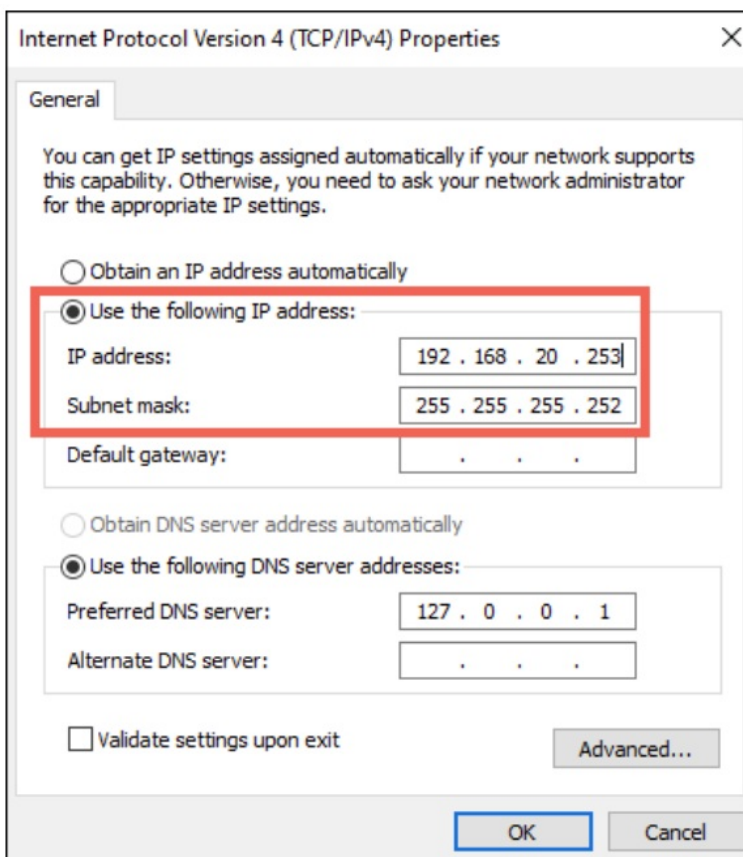 Internet Protocol Version 4 (TCP/IPv4) Properties
General
You can get IP settings assigned automatically if your network supports
this capability. Otherwise, you need to ask your network administrator
for the appropriate IP settings.
Obtain an IP address automatically
Use the following IP address:
IP address: 192 . 168 . 20 . 253
Subnet mask: 255 . 255 . 255 . 252
Default gateway: . . .
Obtain DNS server address automatically
Use the following DNS server addresses:
Preferred DNS server: 127 . 0 . 0 . 1
Alternate DNS server: . . .
Validate settings upon exit
Advanced...
OK Cancel